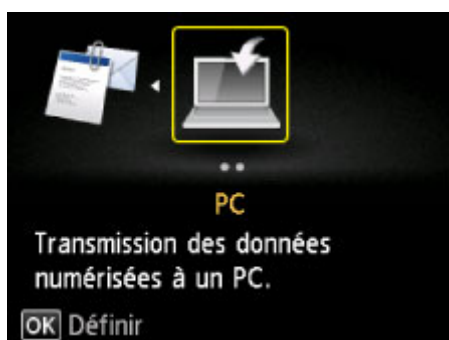 PC
Transmission des données
numérisées à un PC.
OK Définir